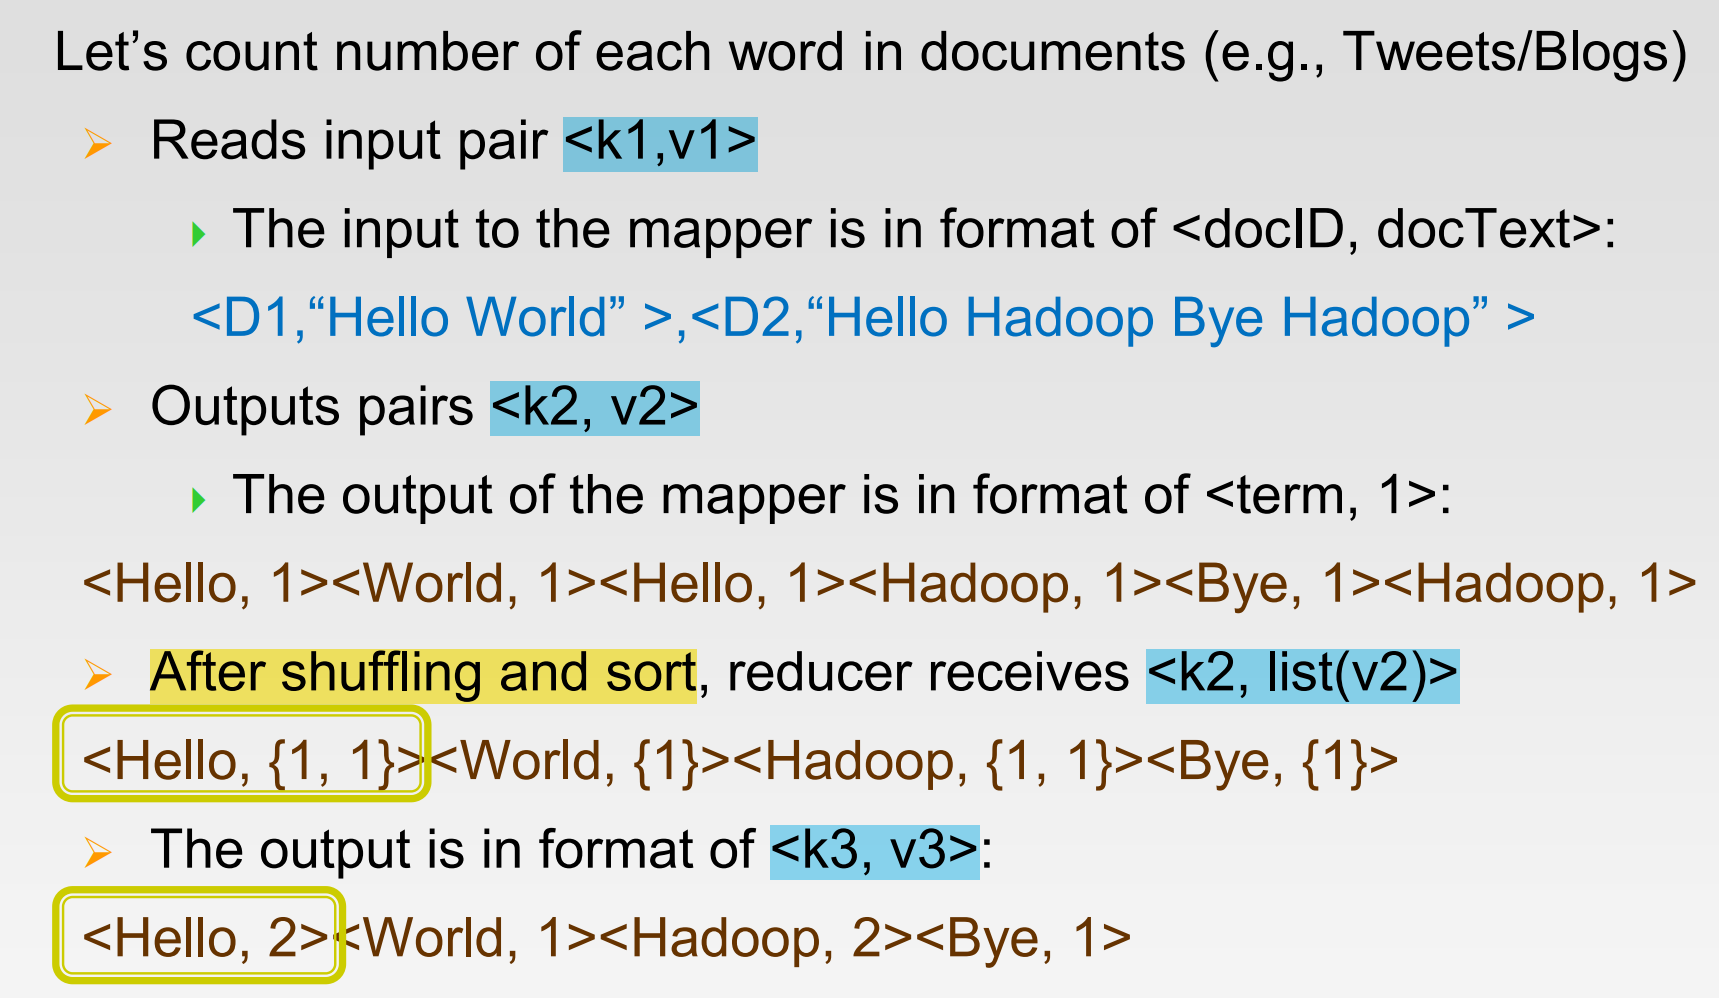 Let’s count number of each word in documents (e.g., Tweets/Blogs)
Reads input pair <k1,v1>
The input to the mapper is in format of <docID, docText>:
<D1,“Hello World” >,<D2,“Hello Hadoop Bye Hadoop” >
Outputs pairs <k2, v2>
The output of the mapper is in format of <term, 1>:
<Hello, 1><World, 1><Hello, 1><Hadoop, 1><Bye, 1><Hadoop, 1>
After shuffling and sort, reducer receives <k2, list(v2)>
<Hello, {1, 1}><World, {1}><Hadoop, {1, 1}><Bye, {1}>
The output is in format of <k3, v3>:
<Hello, 2><World, 1><Hadoop, 2><Bye, 1>